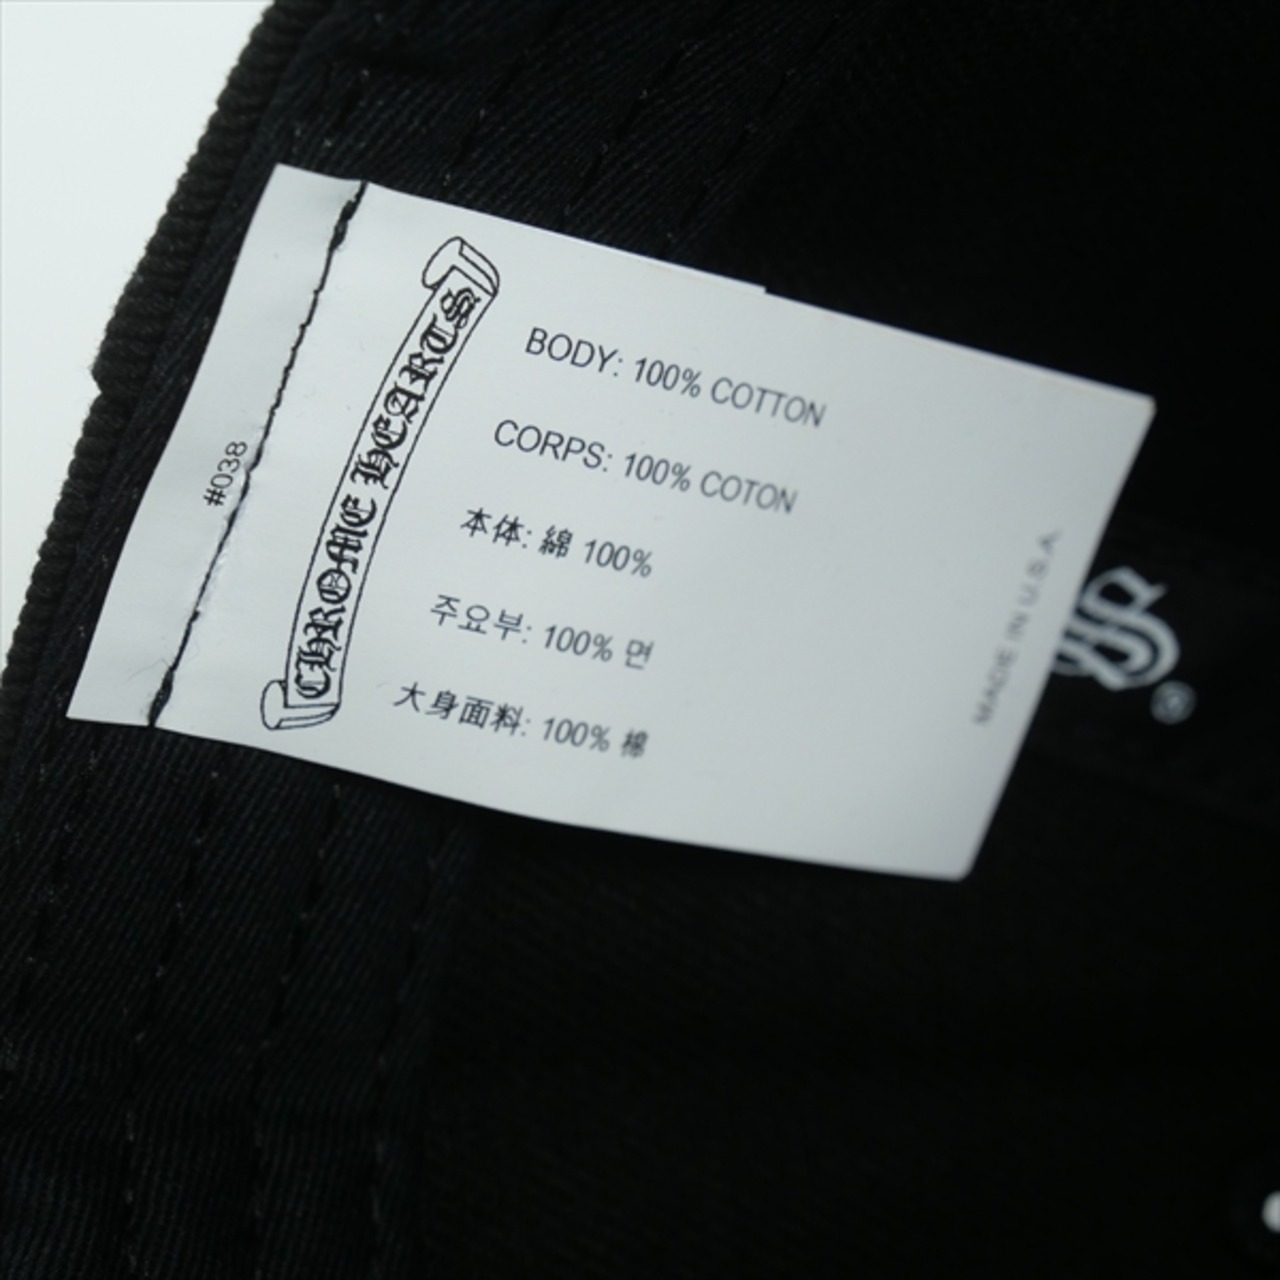 #038
CHROME HEARTS
BODY: 100% COTTON
CORPS: 100% COTON
本体: 綿 100%
주요부: 100% 면
大身面料: 100% 棉
MADE IN U.S.A.
®